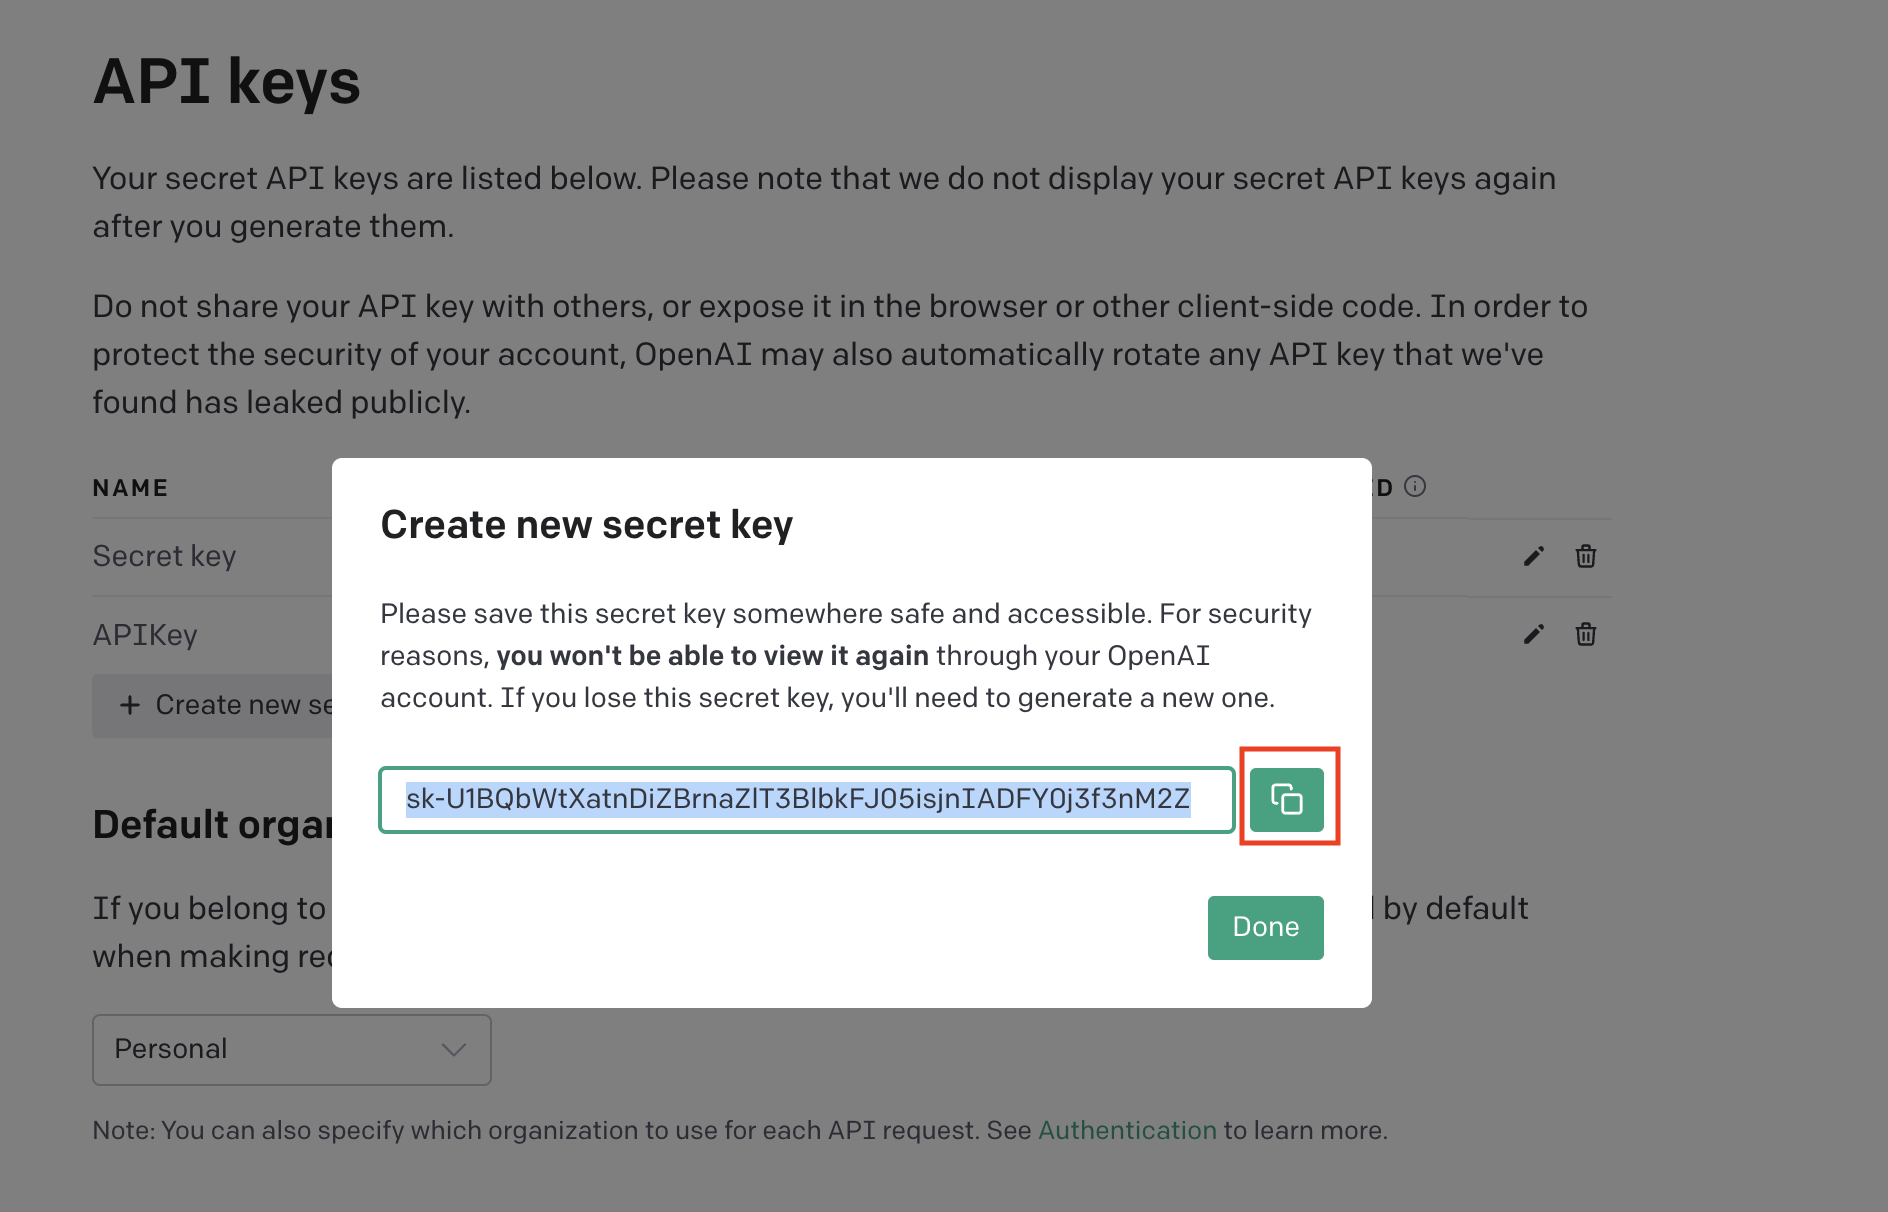 API keys
Your secret API keys are listed below. Please note that we do not display your secret API keys again
after you generate them.
Do not share your API key with others, or expose it in the browser or other client-side code. In order to
protect the security of your account, OpenAI may also automatically rotate any API key that we've
found has leaked publicly.
NAME
Secret key
APIKey
+ Create new se
Create new secret key
Please save this secret key somewhere safe and accessible. For security
reasons, you won't be able to view it again through your OpenAI
account. If you lose this secret key, you'll need to generate a new one.
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
Done
Default organ
If you belong to by default
when making req
Personal
Note: You can also specify which organization to use for each API request. See Authentication to learn more.